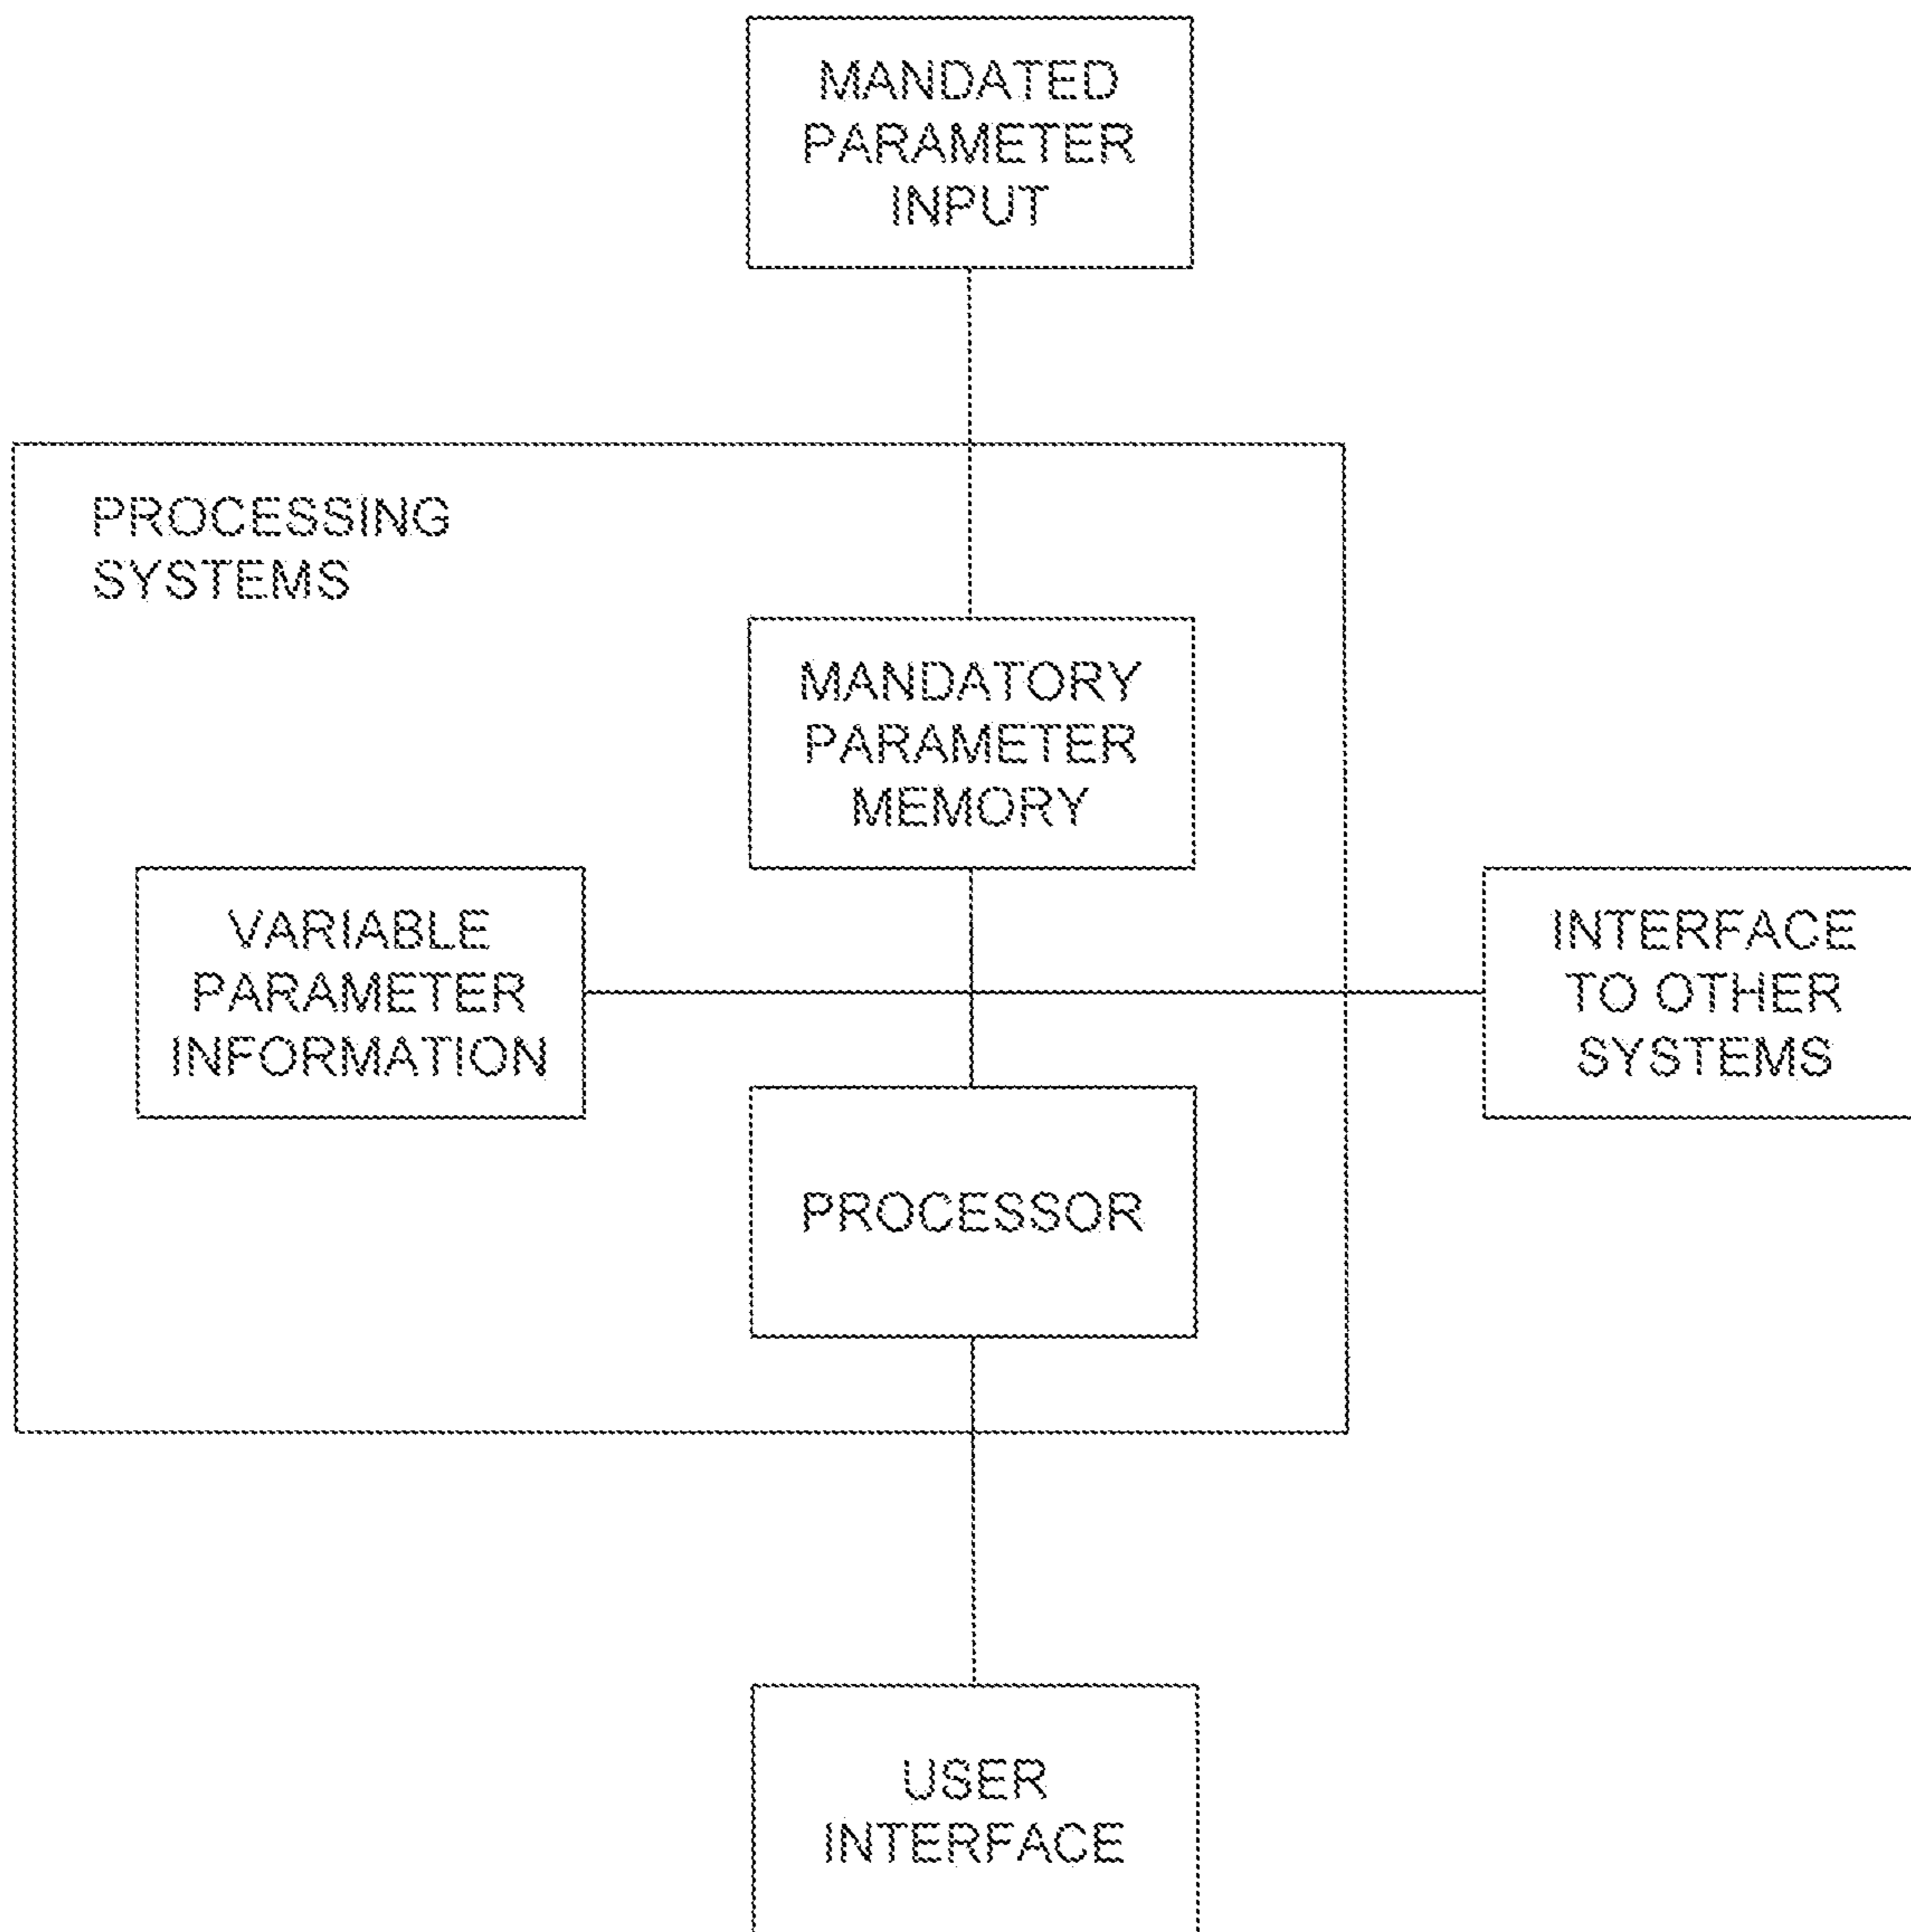 MANDATED
PARAMETER
INPUT
PROCESSING
SYSTEMS
MANDATORY
PARAMETER
MEMORY
VARIABLE
PARAMETER
INFORMATION
INTERFACE
TO OTHER
SYSTEMS
PROCESSOR
USER
INTERFACE